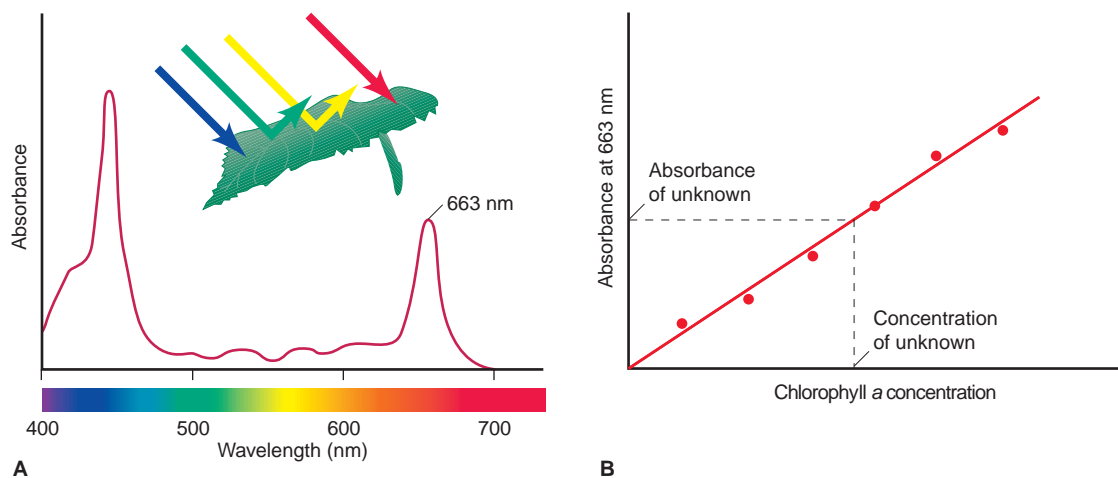 Absorbance
663 nm
400
500
600
700
Wavelength (nm)
A
Absorbance at 663 nm
Absorbance
of unknown
Concentration
of unknown
Chlorophyll a concentration
B